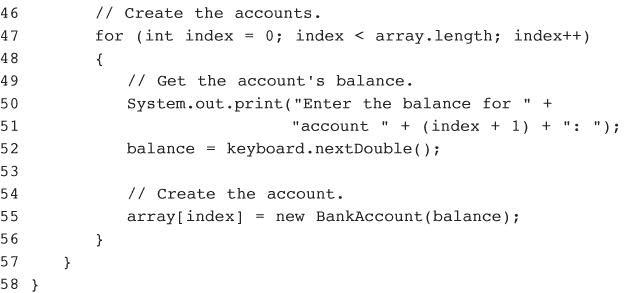 46 // Create the accounts.
47 for (int index = 0; index < array.length; index++)
48 {
49 // Get the account's balance.
50 System.out.print("Enter the balance for " +
51 "account " + (index + 1) + ": ");
52 balance = keyboard.nextDouble();
53
54 // Create the account.
55 array[index] = new BankAccount(balance);
56 }
57 }
58 }